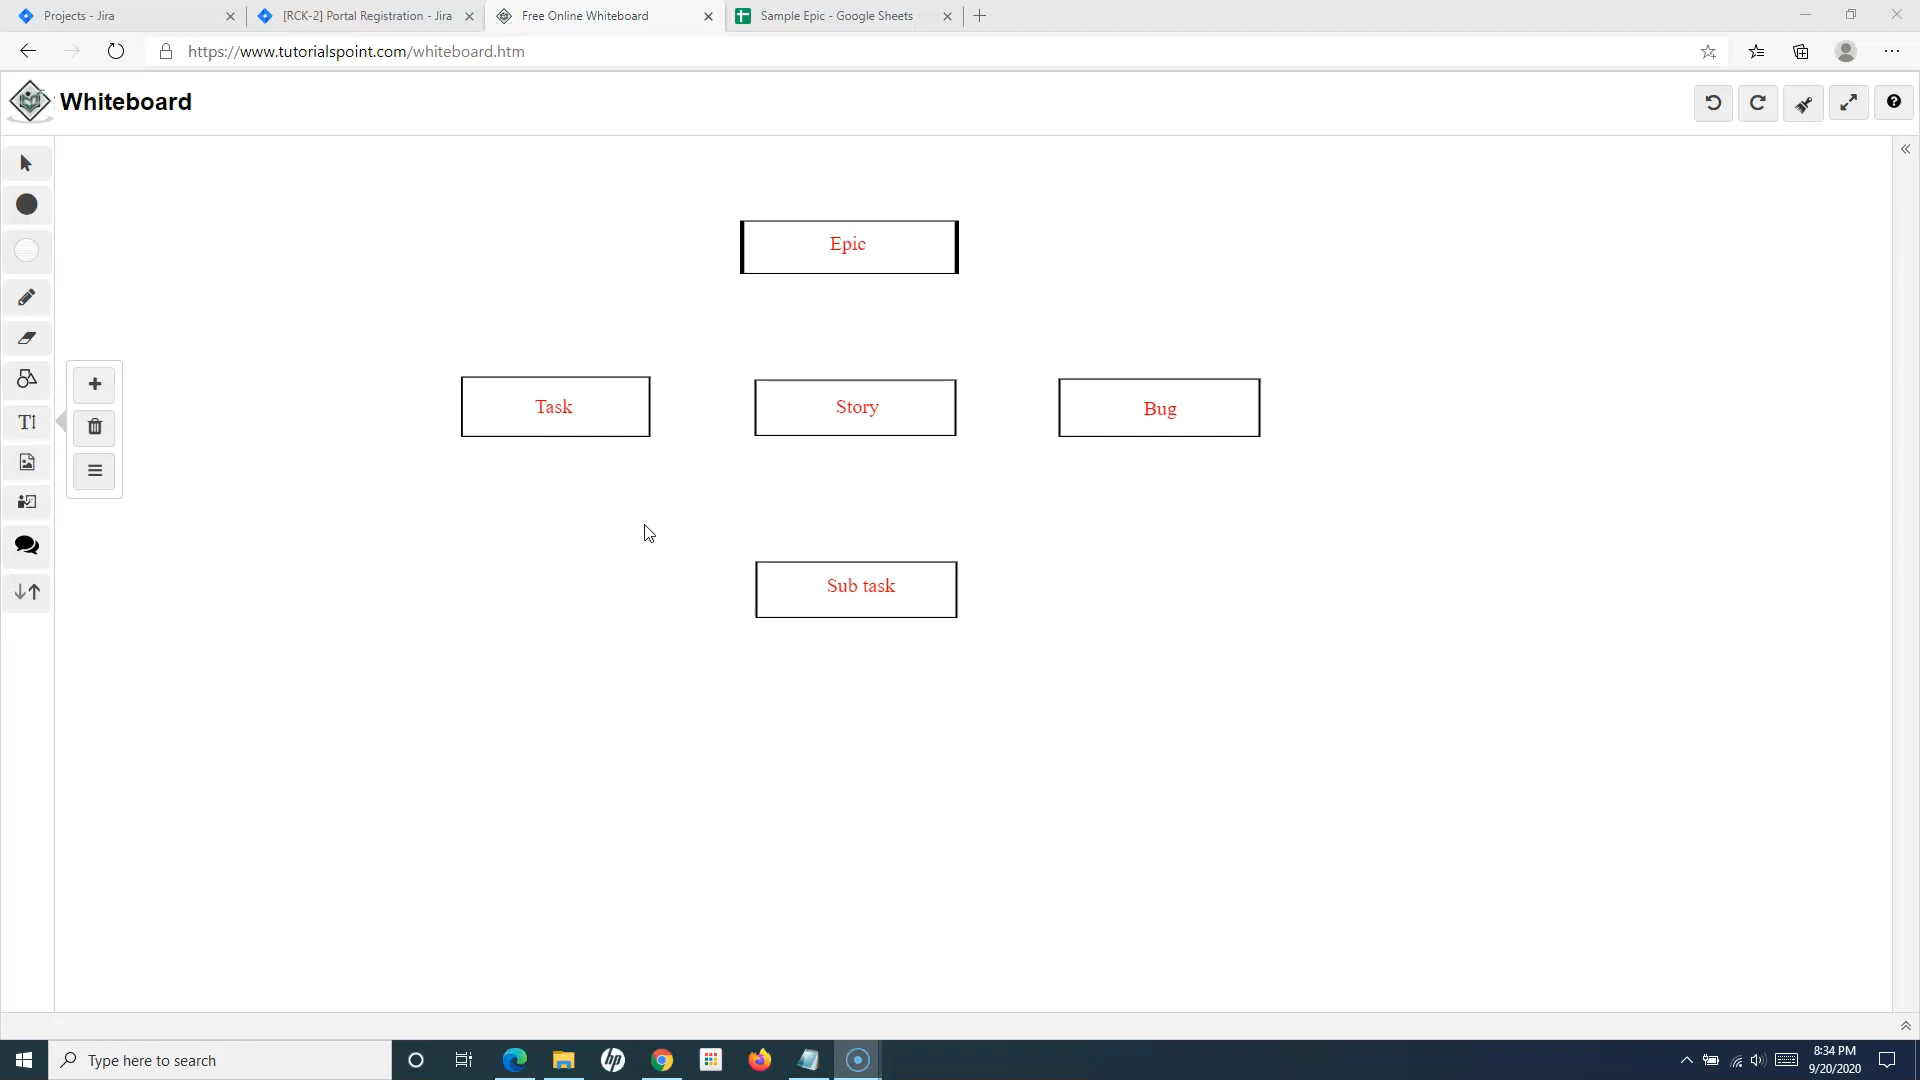 Projects - Jira
[RCK-2] Portal Registration - Jira
Free Online Whiteboard
Sample Epic - Google Sheets
https://www.tutorialspoint.com/whiteboard.htm
Whiteboard
Epic
Task
Story
Bug
Sub task
T
hp
Type here to search
8:34 PM
9/20/2020